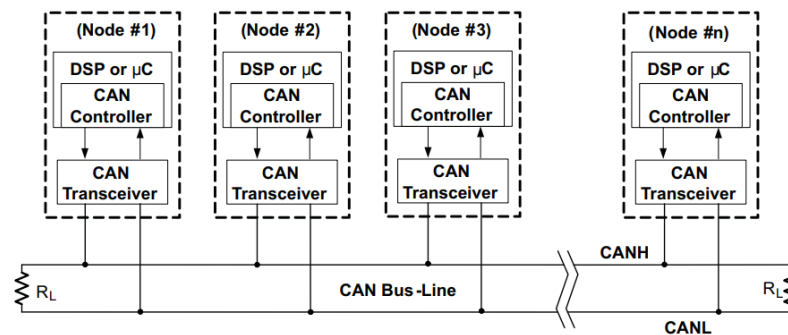 (Node #1)
DSP or µC
CAN
Controller
CAN
Transceiver
(Node #2)
DSP or µC
CAN
Controller
CAN
Transceiver
(Node #3)
DSP or µC
CAN
Controller
CAN
Transceiver
(Node #n)
DSP or µC
CAN
Controller
CAN
Transceiver
CANH
RL
CAN Bus-Line
RL
CANL